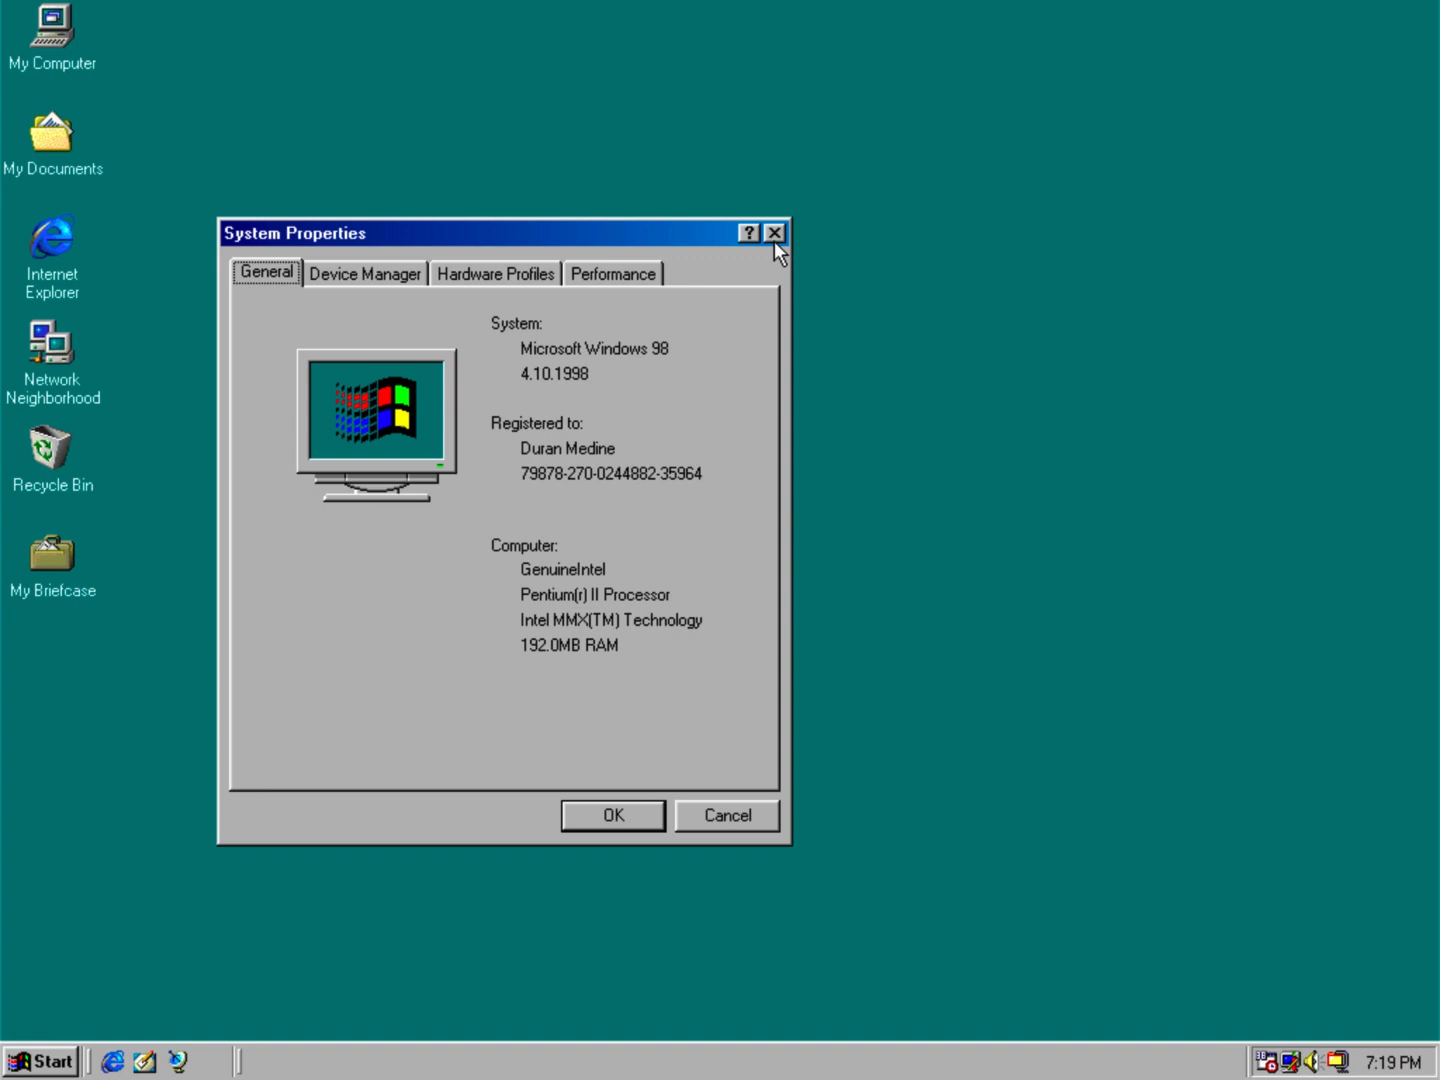 My Computer
My Documents
Internet
Explorer
Network
Neighborhood
Recycle Bin
My Briefcase
System Properties
General
Device Manager
Hardware Profiles
Performance
System:
Microsoft Windows 98
4.10.1998
Registered to:
Duran Medine
79878-270-0244882-35964
Computer:
GenuineIntel
Pentium(r) II Processor
Intel MMX(TM) Technology
192.0MB RAM
OK
Cancel
Start
7:19 PM